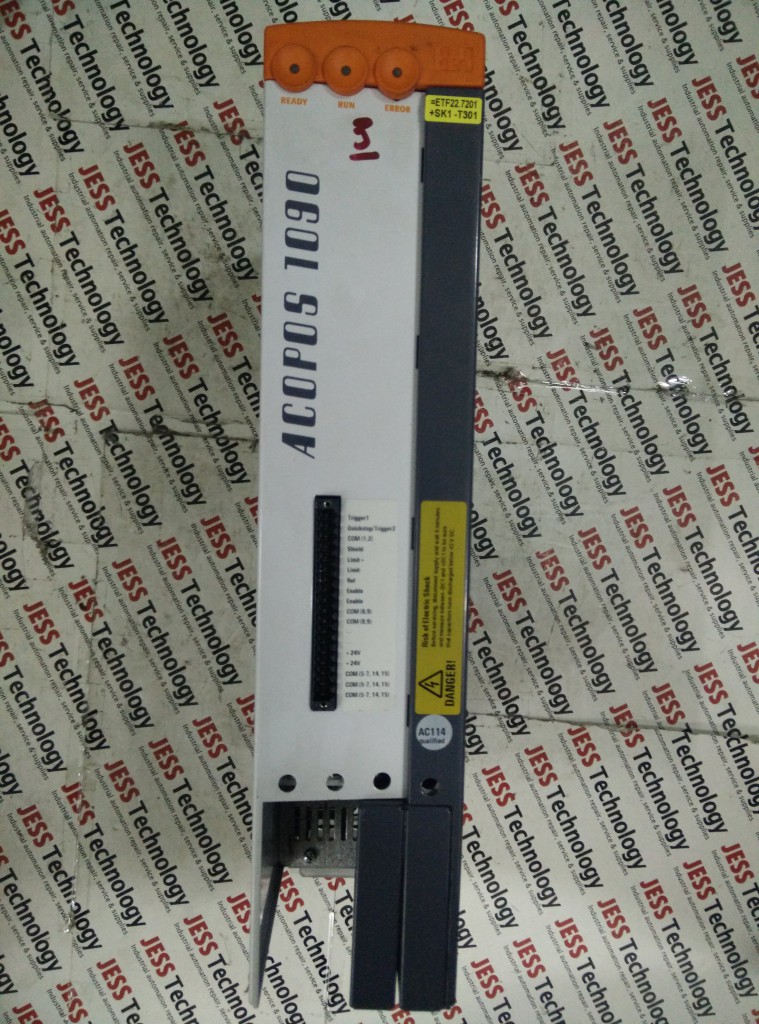 READY RUN ERROR
=ETF22.7201
+SK1 -T301
3
ACOPOS 1090
Trigger1
Quickstop/Trigger2
COM (1,2)
Shield
Limit +
Limit -
Ref
Enable
Enable
COM (8,9)
COM (8,9)
+24V
+24V
COM (5-7, 14, 15)
COM (5-7, 14, 15)
COM (5-7, 14, 15)
DANGER!
Risk of Electric Shock
AC114
qualified
JESS Technology
Industrial automation repair, service & supplies